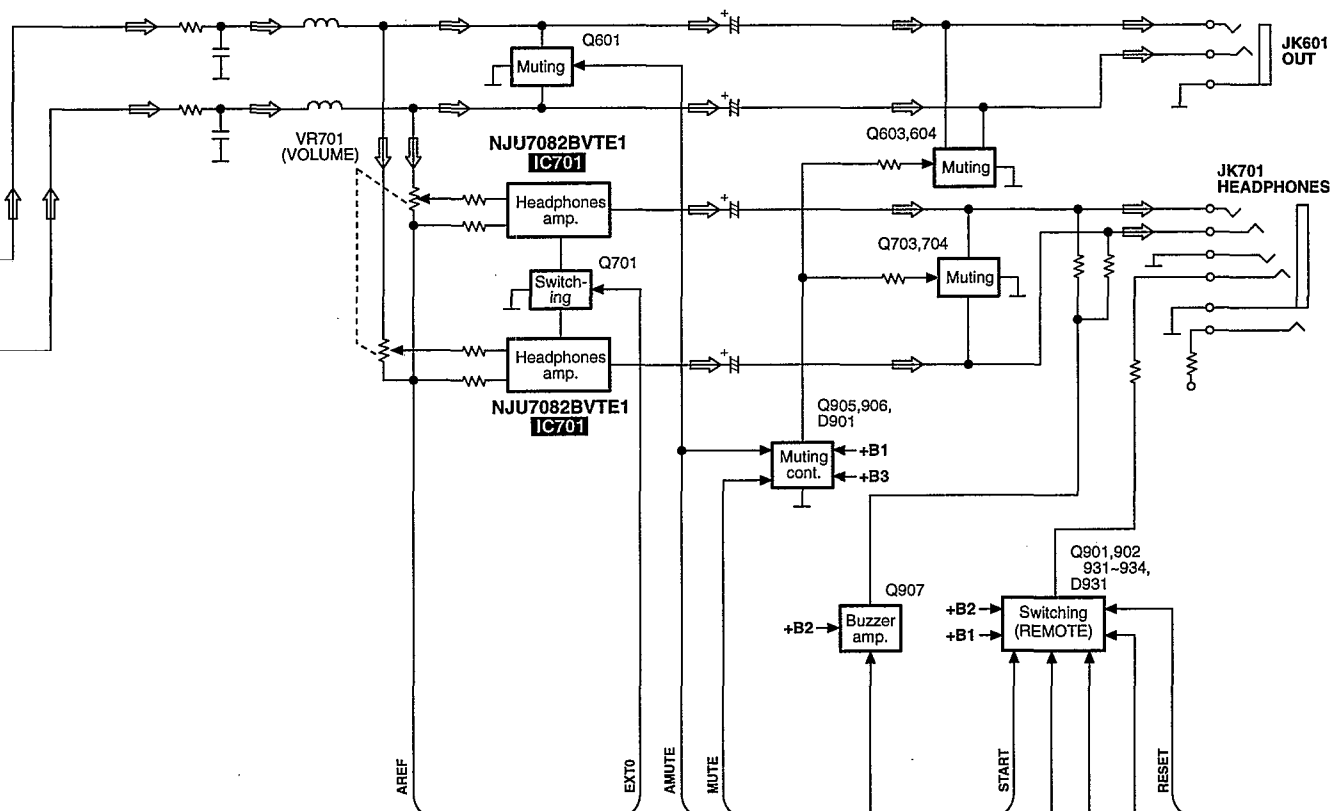 +
Q601
Muting
JK601
OUT
+
VR701
(VOLUME)
NJU7082BVTE1
IC701
Q603,604
Muting
JK701
HEADPHONES
Headphones
amp.
+
Q703,704
Muting
Q701
Switch-
ing
Headphones
amp.
+
NJU7082BVTE1
IC701
Q905,906,
D901
Muting
cont.
+B1
+B3
Q901,902
931~934,
D931
Q907
+B2
Buzzer
amp.
+B2
+B1
Switching
(REMOTE)
AREF
EXT0
AMUTE
MUTE
START
RESET